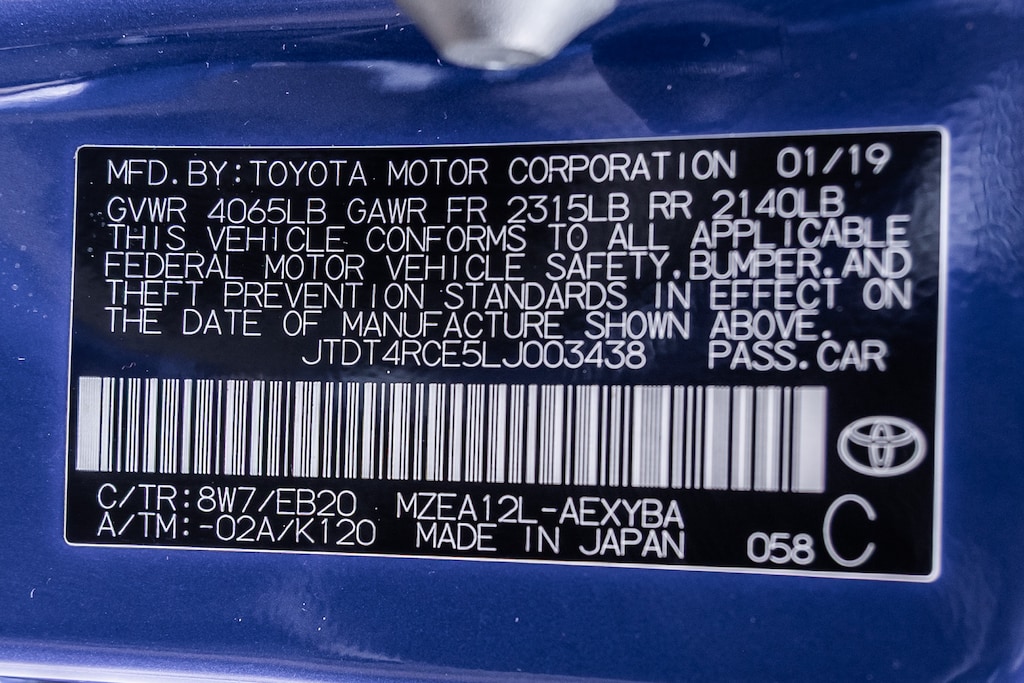 MFD.BY:TOYOTA MOTOR CORPORATION 01/19
GVWR 4065LB GAWR FR 2315LB RR 2140LB
THIS VEHICLE CONFORMS TO ALL APPLICABLE
FEDERAL MOTOR VEHICLE SAFETY.BUMPER.AND
THEFT PREVENTION STANDARDS IN EFFECT ON
THE DATE OF MANUFACTURE SHOWN ABOVE.
JTDT4RCE5LJ003438 PASS.CAR
C/TR:8W7/EB20 MZEA12L-AEXYBA
A/TM:-02A/K120 MADE IN JAPAN 058 C